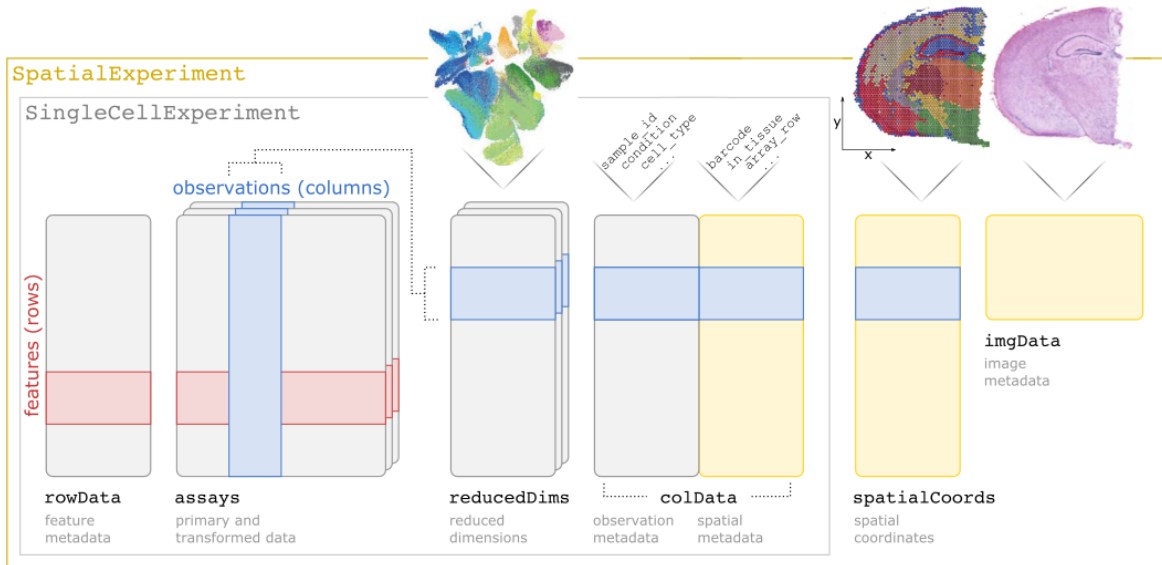 SpatialExperiment
SingleCellExperiment
sample_id
condition
cell_type
...
barcode
in_tissue
array_row
...
y
x
observations (columns)
features (rows)
rowData
feature
metadata
assays
primary and
transformed data
reducedDims
reduced
dimensions
colData
observation
metadata
spatial
metadata
spatialCoords
spatial
coordinates
imgData
image
metadata